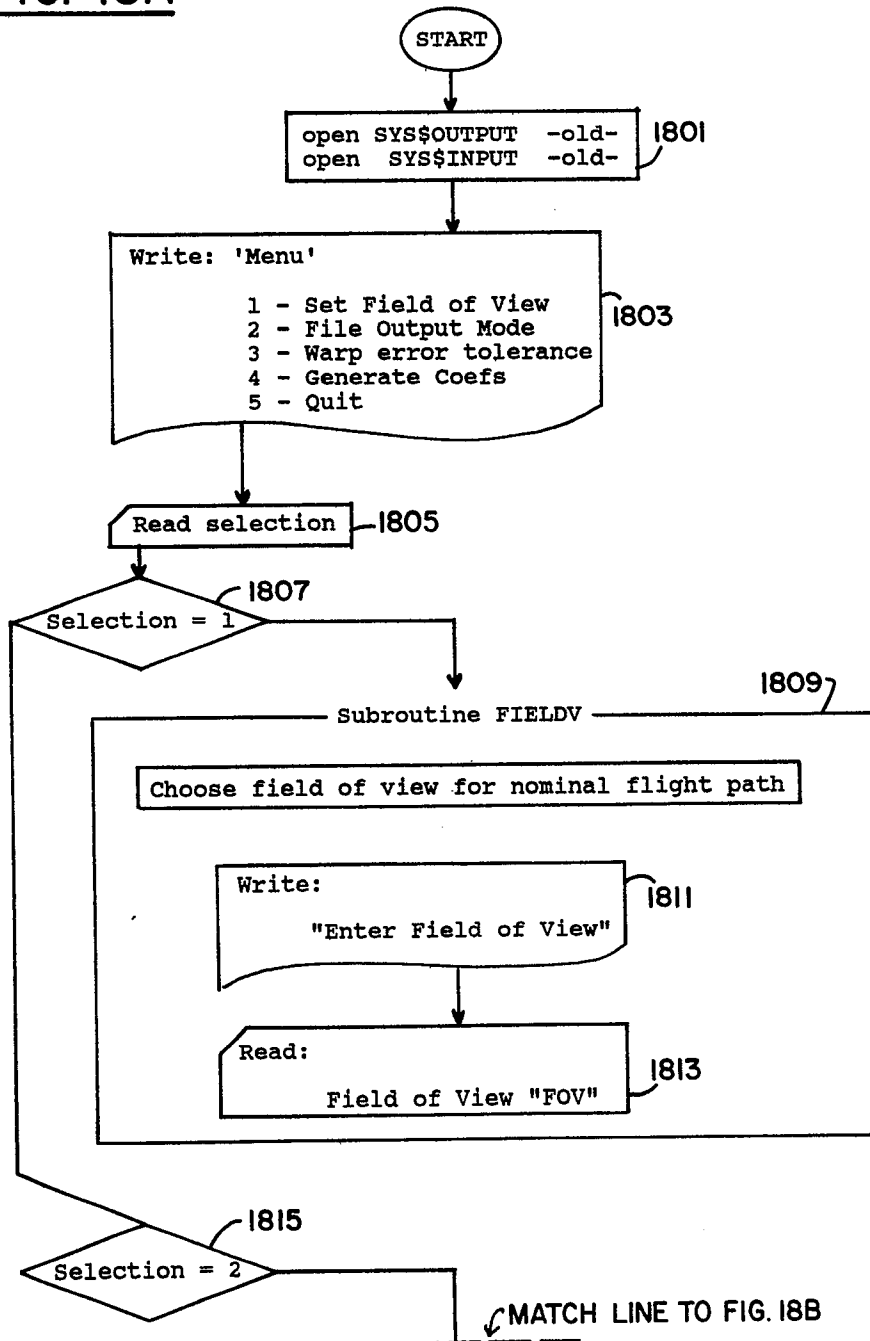 START
open SYS$OUTPUT -old-
open SYS$INPUT -old-
1801
Write: 'Menu'
1 - Set Field of View
2 - File Output Mode
3 - Warp error tolerance
4 - Generate Coefs
5 - Quit
1803
Read selection
1805
1807
Selection = 1
1809
Subroutine FIELDV
Choose field of view for nominal flight path
Write:
"Enter Field of View"
1811
Read:
Field of View "FOV"
1813
1815
Selection = 2
MATCH LINE TO FIG. 18B